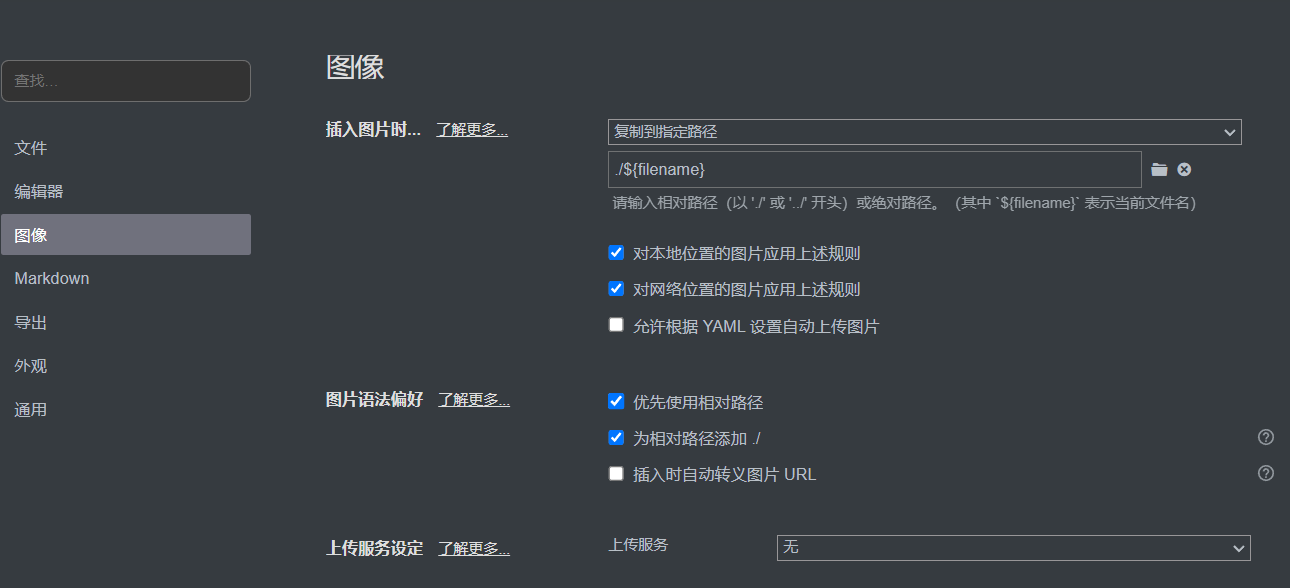 图像
查找...
插入图片时... 了解更多... 复制到指定路径
./${filename}
请输入相对路径（以 './' 或 '../' 开头）或绝对路径。（其中 `${filename}` 表示当前文件名）
文件
编辑器
图像
Markdown
导出
外观
通用
对本地位置的图片应用上述规则
对网络位置的图片应用上述规则
允许根据 YAML 设置自动上传图片
图片语法偏好 了解更多... 优先使用相对路径
为相对路径添加 ./
插入时自动转义图片 URL
上传服务设定 了解更多... 上传服务 无